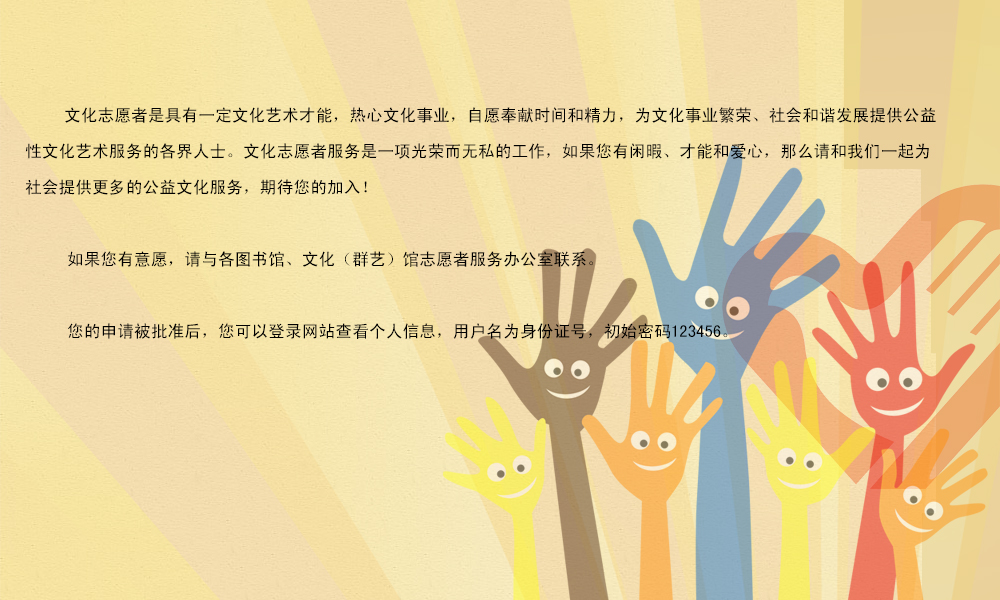 文化志愿者是具有一定文化艺术才能，热心文化事业，自愿奉献时间和精力，为文化事业繁荣、社会和谐发展提供公益
性文化艺术服务的各界人士。文化志愿者服务是一项光荣而无私的工作，如果您有闲暇、才能和爱心，那么请和我们一起为
社会提供更多的公益文化服务，期待您的加入！
如果您有意愿，请与各图书馆、文化（群艺）馆志愿者服务办公室联系。
您的申请被批准后，您可以登录网站查看个人信息，用户名为身份证号，初始密码123456。